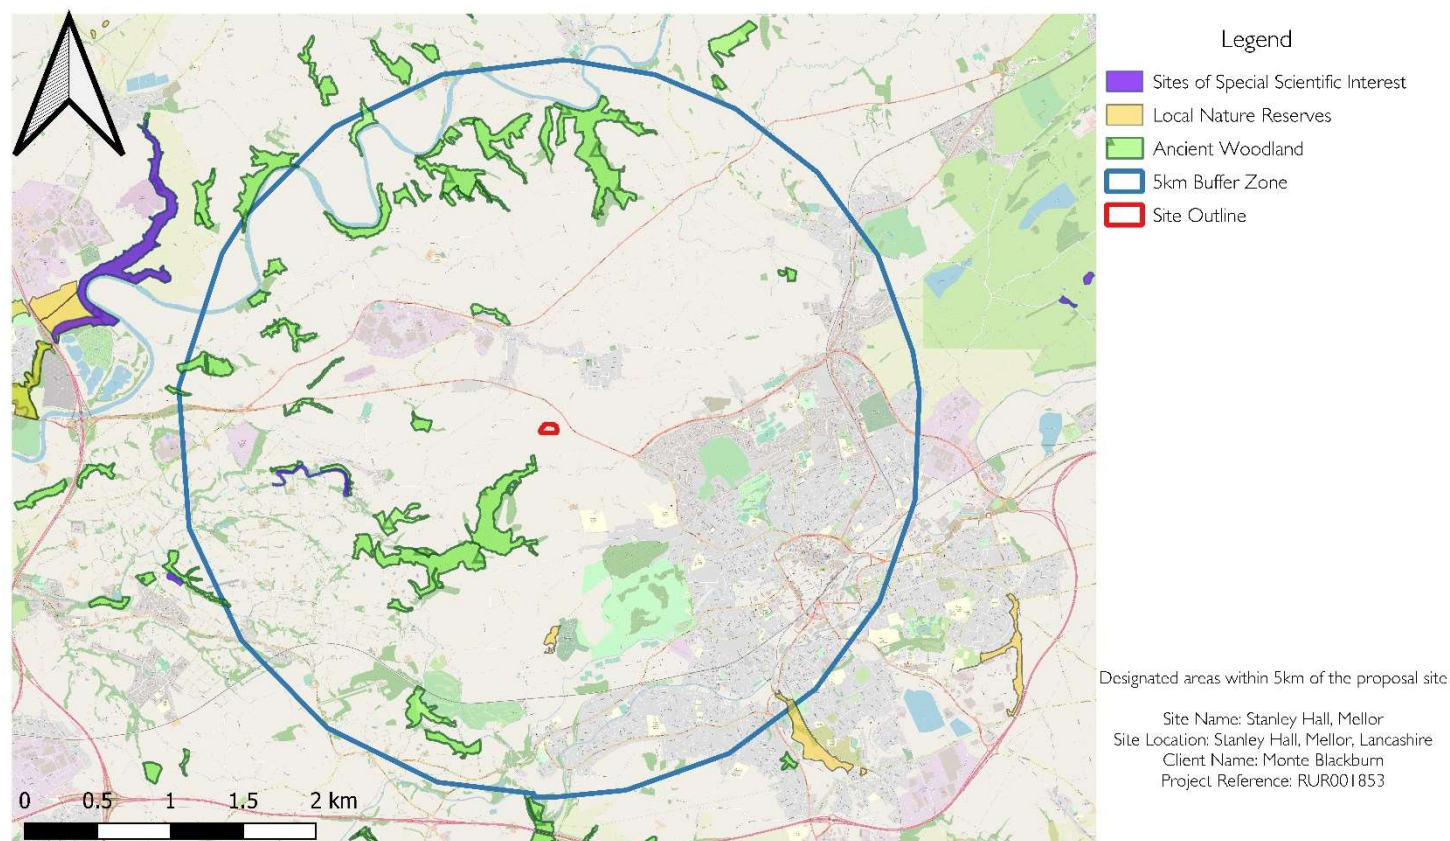 Legend
Sites of Special Scientific Interest
Local Nature Reserves
Ancient Woodland
5km Buffer Zone
Site Outline
Designated areas within 5km of the proposal site
Site Name: Stanley Hall, Mellor
Site Location: Stanley Hall, Mellor, Lancashire
Client Name: Monte Blackburn
Project Reference: RUR001853
0 0.5 1 1.5 2 km